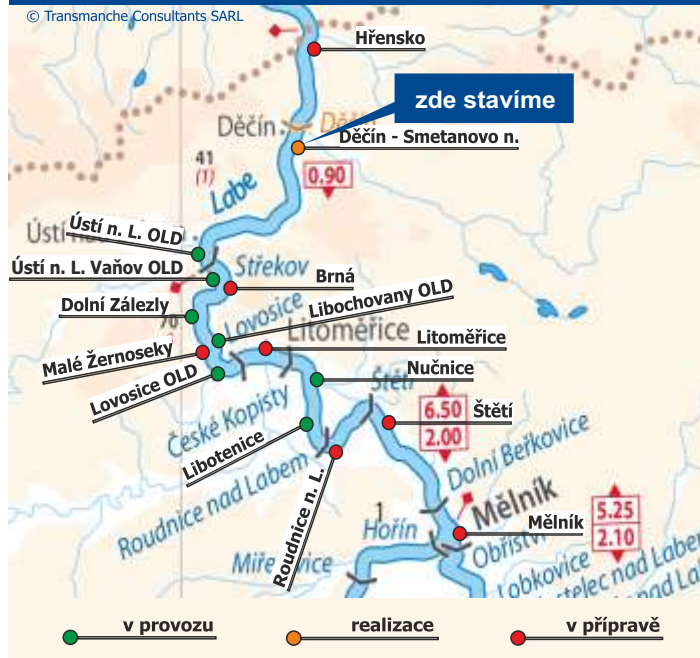 © Transmanche Consultants SARL
Hřensko
zde stavíme
Děčín
Děčín - Smetanovo n.
41
(1)
0.90
Labe
Ústí n. L. OLD
Ústí
Ústí n. L. Vaňov OLD
Střekov
Brná
Libochovany OLD
Dolní Zálezly
Lovosice
70
Litoměřice
Litoměřice
Malé Žernoseky
Nučnice
Lovosice OLD
Štětí
České Kopisty
6.50
2.00
Štětí
Libotenice
Dolní Beřkovice
Roudnice nad Labem
Roudnice n. L.
Mělník
1
5.25
2.10
Hořín
Mělník
Obříství
Lobkovice
v provozu
realizace
v přípravě